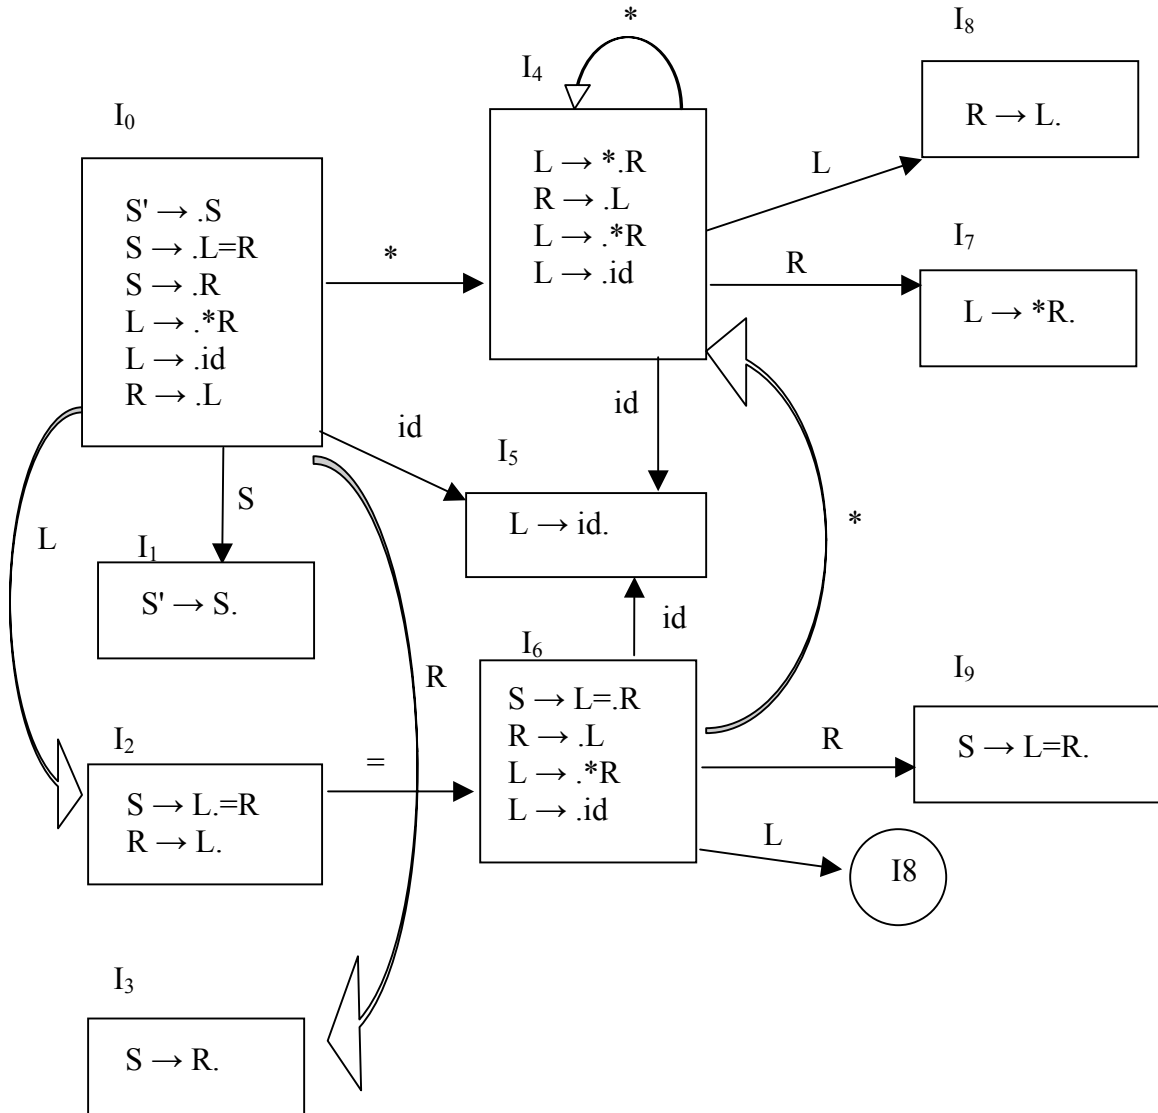 *
I8
I4
R → L.
I0
L → *.R
R → .L
L → .*R
L → .id
L
S' → .S
S → .L=R
S → .R
L → .*R
L → .id
R → .L
*
R
I7
L → *R.
id
id
I5
L → id.
S
L
I1
S' → S.
*
id
I6
R
S → L=.R
R → .L
L → .*R
L → .id
I9
S → L=R.
R
I2
=
S → L.=R
R → L.
L
I8
I3
S → R.